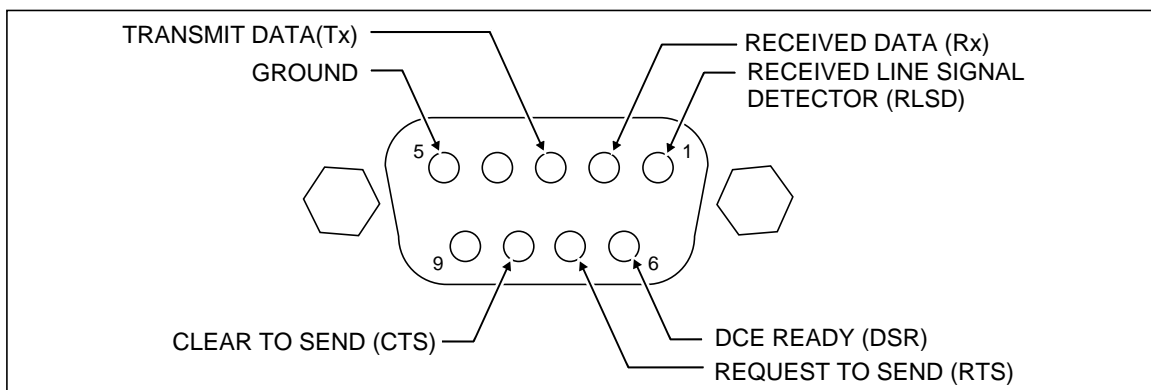 TRANSMIT DATA(Tx)
GROUND
RECEIVED DATA (Rx)
RECEIVED LINE SIGNAL
DETECTOR (RLSD)
5
1
9
6
CLEAR TO SEND (CTS)
DCE READY (DSR)
REQUEST TO SEND (RTS)